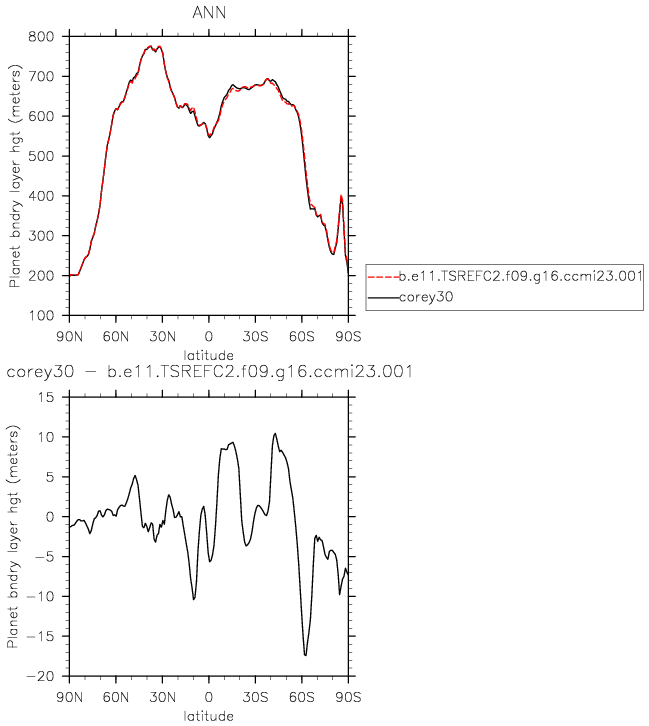 ANN
Planet bndry layer hgt (meters)
800
700
600
500
400
300
200
100
90N 60N 30N 0 30S 60S 90S
latitude
b.e11.TSREFC2.f09.g16.ccmi23.001
corey30
corey30 − b.e11.TSREFC2.f09.g16.ccmi23.001
Planet bndry layer hgt (meters)
15
10
5
0
−5
−10
−15
−20
90N 60N 30N 0 30S 60S 90S
latitude